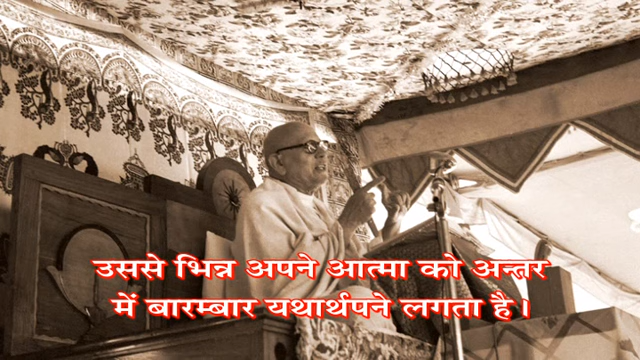 उससे भिन्न अपने आत्मा को अन्तर
में बारम्बार यथार्थपने लगता है।